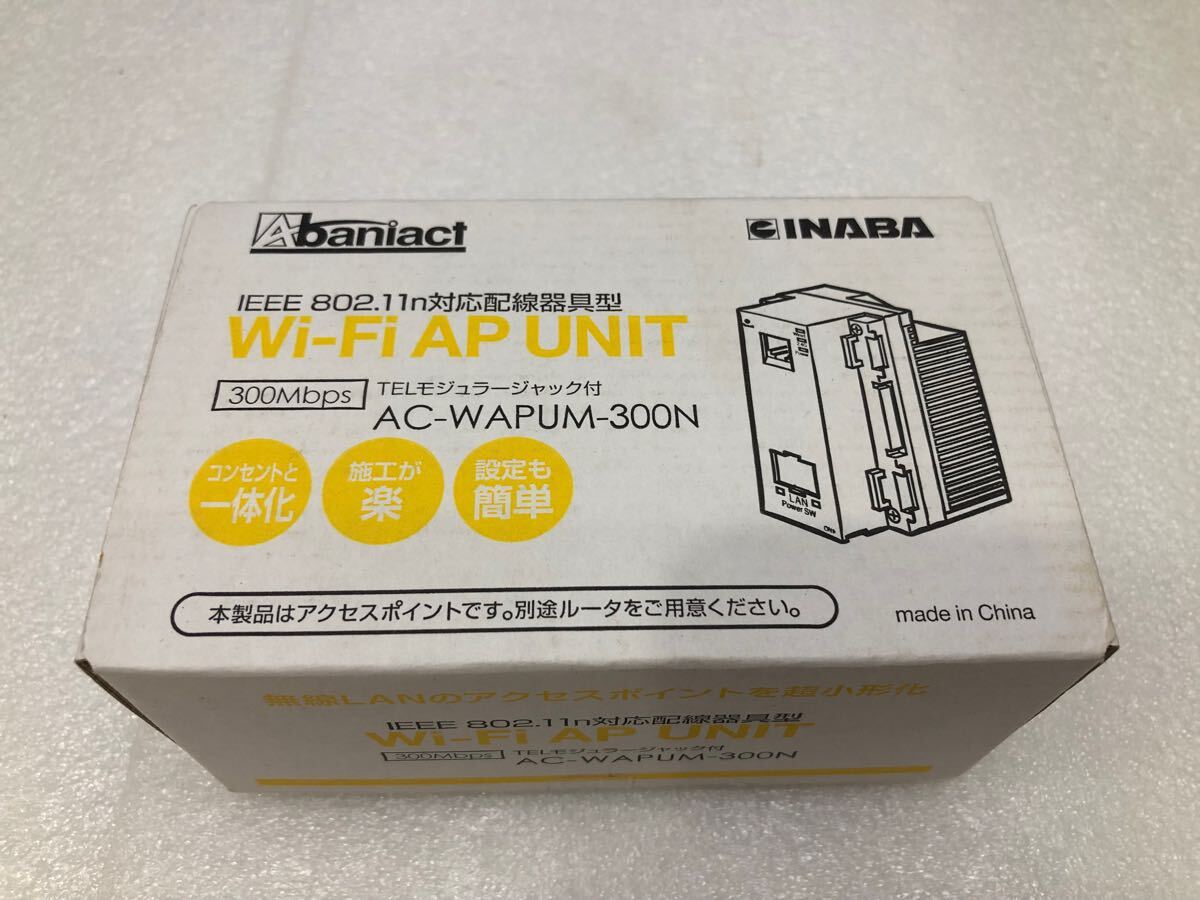 Abaniact
INABA
IEEE 802.11n対応配線器具型
Wi-Fi AP UNIT
300Mbps
TELモジュラージャック付
AC-WAPUM-300N
コンセントと
一体化
施工が
楽
設定も
簡単
inaba
LAN
Power SW
本製品はアクセスポイントです。別途ルータをご用意ください。
made in China
無線LANのアクセスポイントを超小形化
IEEE 802.11n対応配線器具型
Wi-Fi AP UNIT
300Mbps
TELモジュラージャック付
AC-WAPUM-300N